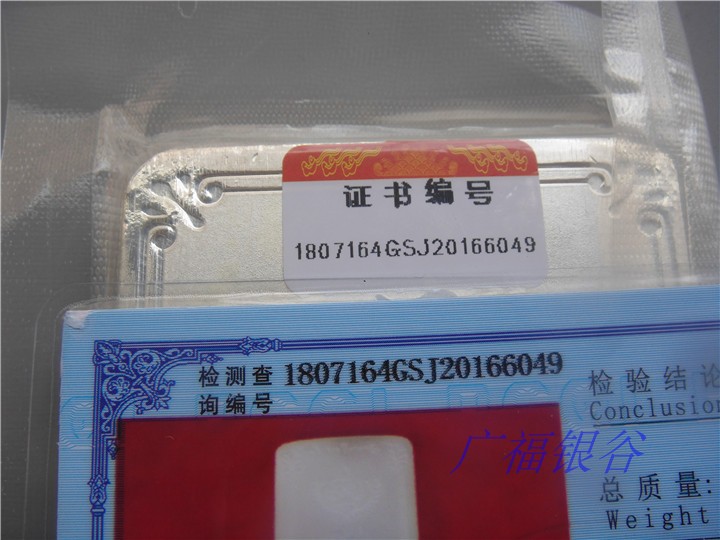 证书编号
1807164GSJ20166049
检测查 1807164GSJ20166049
询编号
检验结论
Conclusion
广福银谷
总质量:
Weight